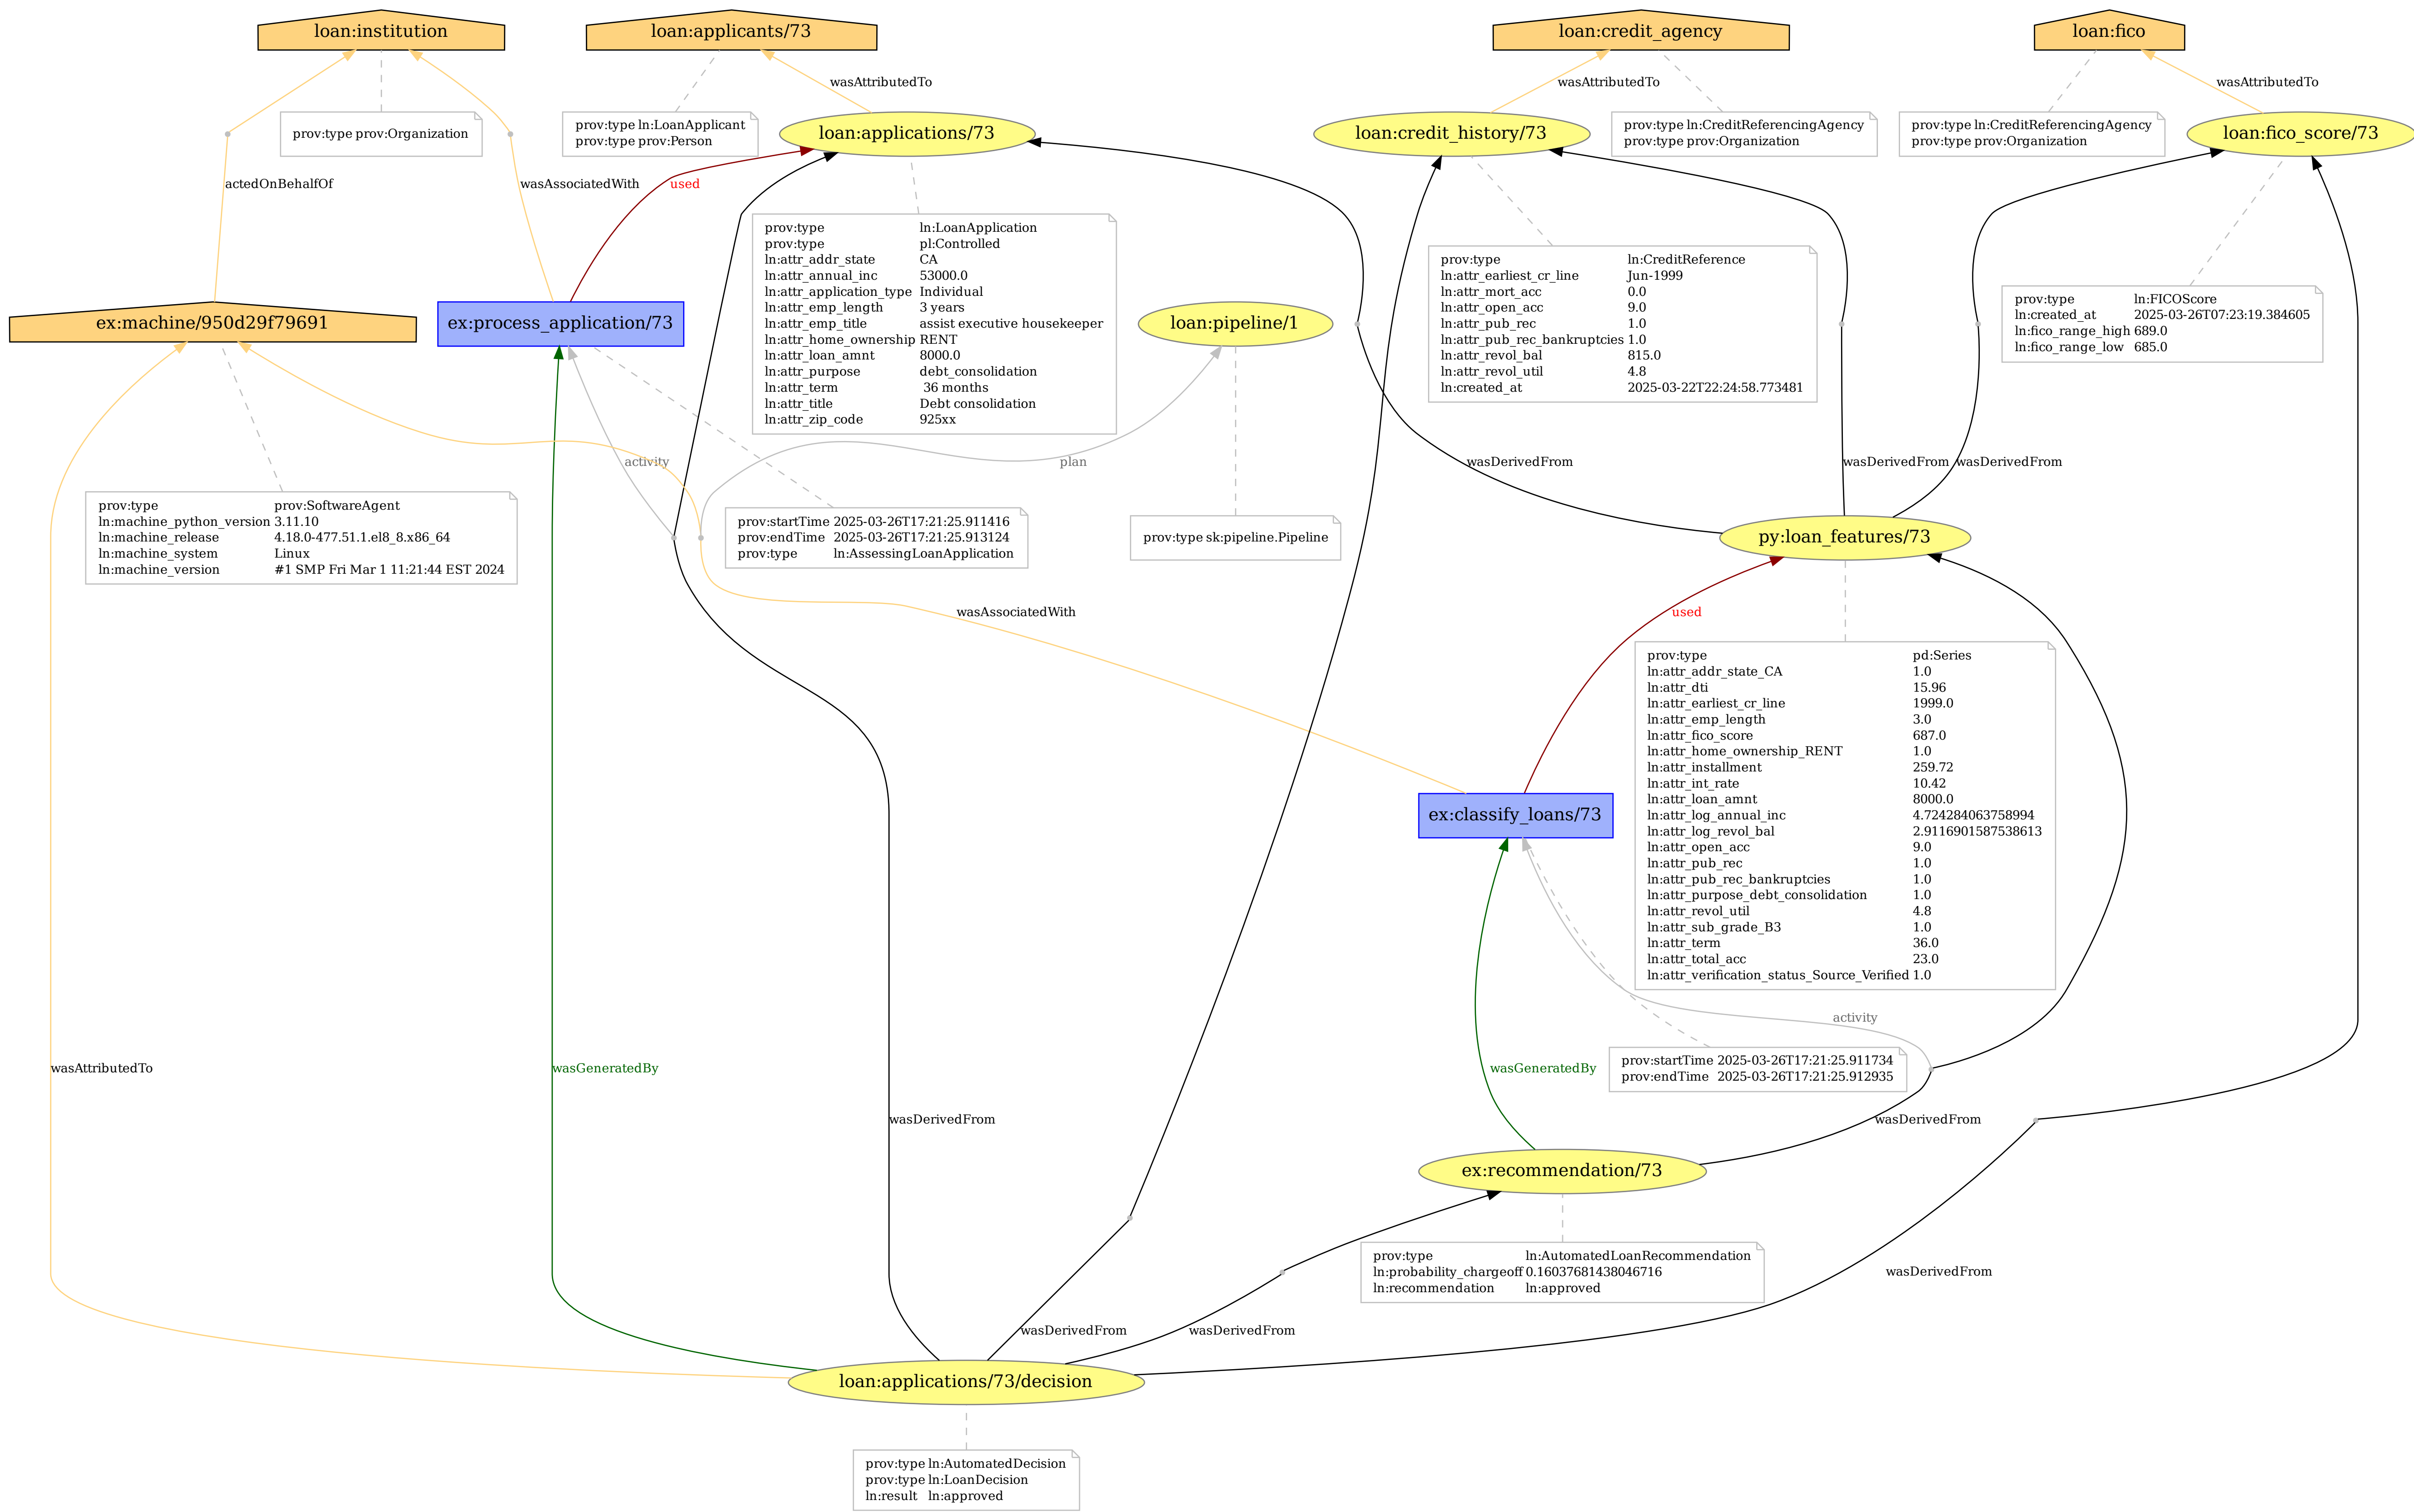 loan:institution
loan:applicants/73
loan:credit_agency
loan:fico
wasAttributedTo
wasAttributedTo
wasAttributedTo
prov:type prov:Organization
prov:type ln:LoanApplicant
prov:type prov:Person
loan:applications/73
loan:credit_history/73
prov:type ln:CreditReferencingAgency
prov:type prov:Organization
prov:type ln:CreditReferencingAgency
prov:type prov:Organization
loan:fico_score/73
actedOnBehalfOf
wasAssociatedWith
used
prov:type ln:LoanApplication
prov:type pl:Controlled
ln:attr_addr_state CA
ln:attr_annual_inc 53000.0
ln:attr_application_type Individual
ln:attr_emp_length 3 years
ln:attr_emp_title assist executive housekeeper
ln:attr_home_ownership RENT
ln:attr_loan_amnt 8000.0
ln:attr_purpose debt_consolidation
ln:attr_term 36 months
ln:attr_title Debt consolidation
ln:attr_zip_code 925xx
prov:type ln:CreditReference
ln:attr_earliest_cr_line Jun-1999
ln:attr_mort_acc 0.0
ln:attr_open_acc 9.0
ln:attr_pub_rec 1.0
ln:attr_pub_rec_bankruptcies 1.0
ln:attr_revol_bal 815.0
ln:attr_revol_util 4.8
ln:created_at 2025-03-22T22:24:58.773481
prov:type ln:FICOScore
ln:created_at 2025-03-26T07:23:19.384605
ln:fico_range_high 689.0
ln:fico_range_low 685.0
ex:machine/950d29f79691
ex:process_application/73
loan:pipeline/1
activity
plan
wasDerivedFrom
wasDerivedFrom
wasDerivedFrom
prov:type prov:SoftwareAgent
ln:machine_python_version 3.11.10
ln:machine_release 4.18.0-477.51.1.el8_8.x86_64
ln:machine_system Linux
ln:machine_version #1 SMP Fri Mar 1 11:21:44 EST 2024
prov:startTime 2025-03-26T17:21:25.911416
prov:endTime 2025-03-26T17:21:25.913124
prov:type ln:AssessingLoanApplication
prov:type sk:pipeline.Pipeline
py:loan_features/73
wasAssociatedWith
used
prov:type pd:Series
ln:attr_addr_state_CA 1.0
ln:attr_dti 15.96
ln:attr_earliest_cr_line 1999.0
ln:attr_emp_length 3.0
ln:attr_fico_score 687.0
ln:attr_home_ownership_RENT 1.0
ln:attr_installment 259.72
ln:attr_int_rate 10.42
ln:attr_loan_amnt 8000.0
ln:attr_log_annual_inc 4.724284063758994
ln:attr_log_revol_bal 2.9116901587538613
ln:attr_open_acc 9.0
ln:attr_pub_rec 1.0
ln:attr_pub_rec_bankruptcies 1.0
ln:attr_purpose_debt_consolidation 1.0
ln:attr_revol_util 4.8
ln:attr_sub_grade_B3 1.0
ln:attr_term 36.0
ln:attr_total_acc 23.0
ln:attr_verification_status_Source_Verified 1.0
ex:classify_loans/73
activity
wasAttributedTo
wasGeneratedBy
wasGeneratedBy
prov:startTime 2025-03-26T17:21:25.911734
prov:endTime 2025-03-26T17:21:25.912935
wasDerivedFrom
wasDerivedFrom
ex:recommendation/73
prov:type ln:AutomatedLoanRecommendation
ln:probability_chargeoff 0.16037681438046716
ln:recommendation ln:approved
wasDerivedFrom
wasDerivedFrom
wasDerivedFrom
loan:applications/73/decision
prov:type ln:AutomatedDecision
prov:type ln:LoanDecision
ln:result ln:approved